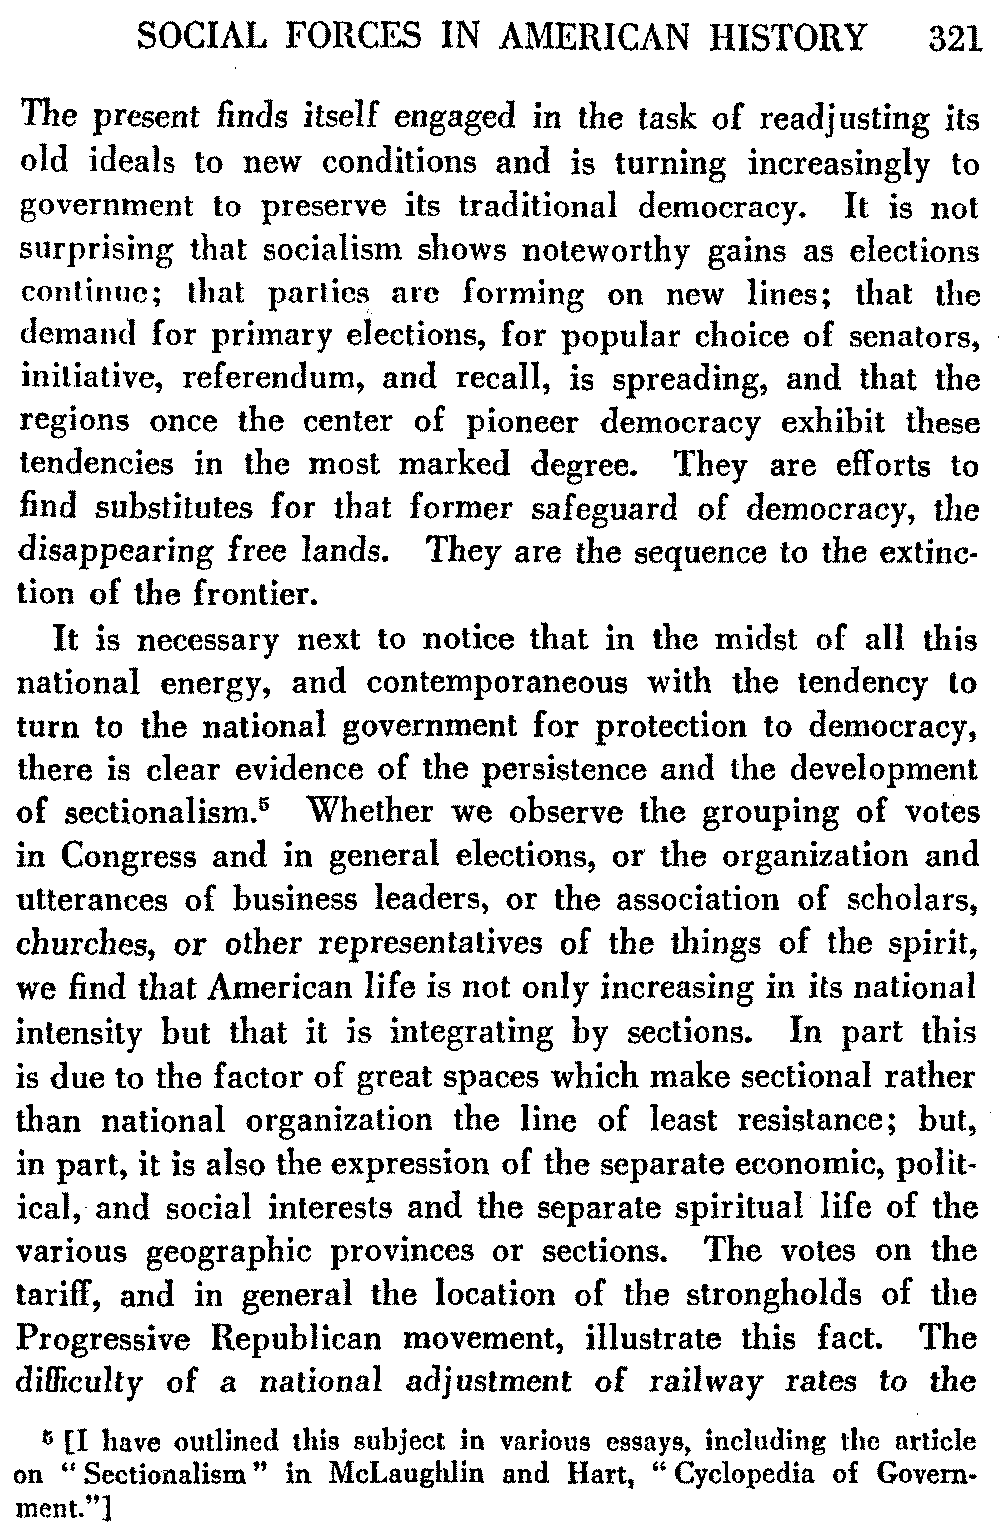 SOCIAL FORCES IN AMERICAN HISTORY 321
The present finds itself engaged in the task of readjusting its
old ideals to new conditions and is turning increasingly to
government to preserve its traditional democracy. It is not
surprising that socialism shows noteworthy gains as elections
continue; that parties are forming on new lines; that the
demand for primary elections, for popular choice of senators,
initiative, referendum, and recall, is spreading, and that the
regions once the center of pioneer democracy exhibit these
tendencies in the most marked degree. They are efforts to
find substitutes for that former safeguard of democracy, the
disappearing free lands. They are the sequence to the extinc-
tion of the frontier.
It is necessary next to notice that in the midst of all this
national energy, and contemporaneous with the tendency to
turn to the national government for protection to democracy,
there is clear evidence of the persistence and the development
of sectionalism.⁵ Whether we observe the grouping of votes
in Congress and in general elections, or the organization and
utterances of business leaders, or the association of scholars,
churches, or other representatives of the things of the spirit,
we find that American life is not only increasing in its national
intensity but that it is integrating by sections. In part this
is due to the factor of great spaces which make sectional rather
than national organization the line of least resistance; but,
in part, it is also the expression of the separate economic, polit-
ical, and social interests and the separate spiritual life of the
various geographic provinces or sections. The votes on the
tariff, and in general the location of the strongholds of the
Progressive Republican movement, illustrate this fact. The
difficulty of a national adjustment of railway rates to the
⁵ [I have outlined this subject in various essays, including the article
on "Sectionalism" in McLaughlin and Hart, "Cyclopedia of Govern-
ment."]